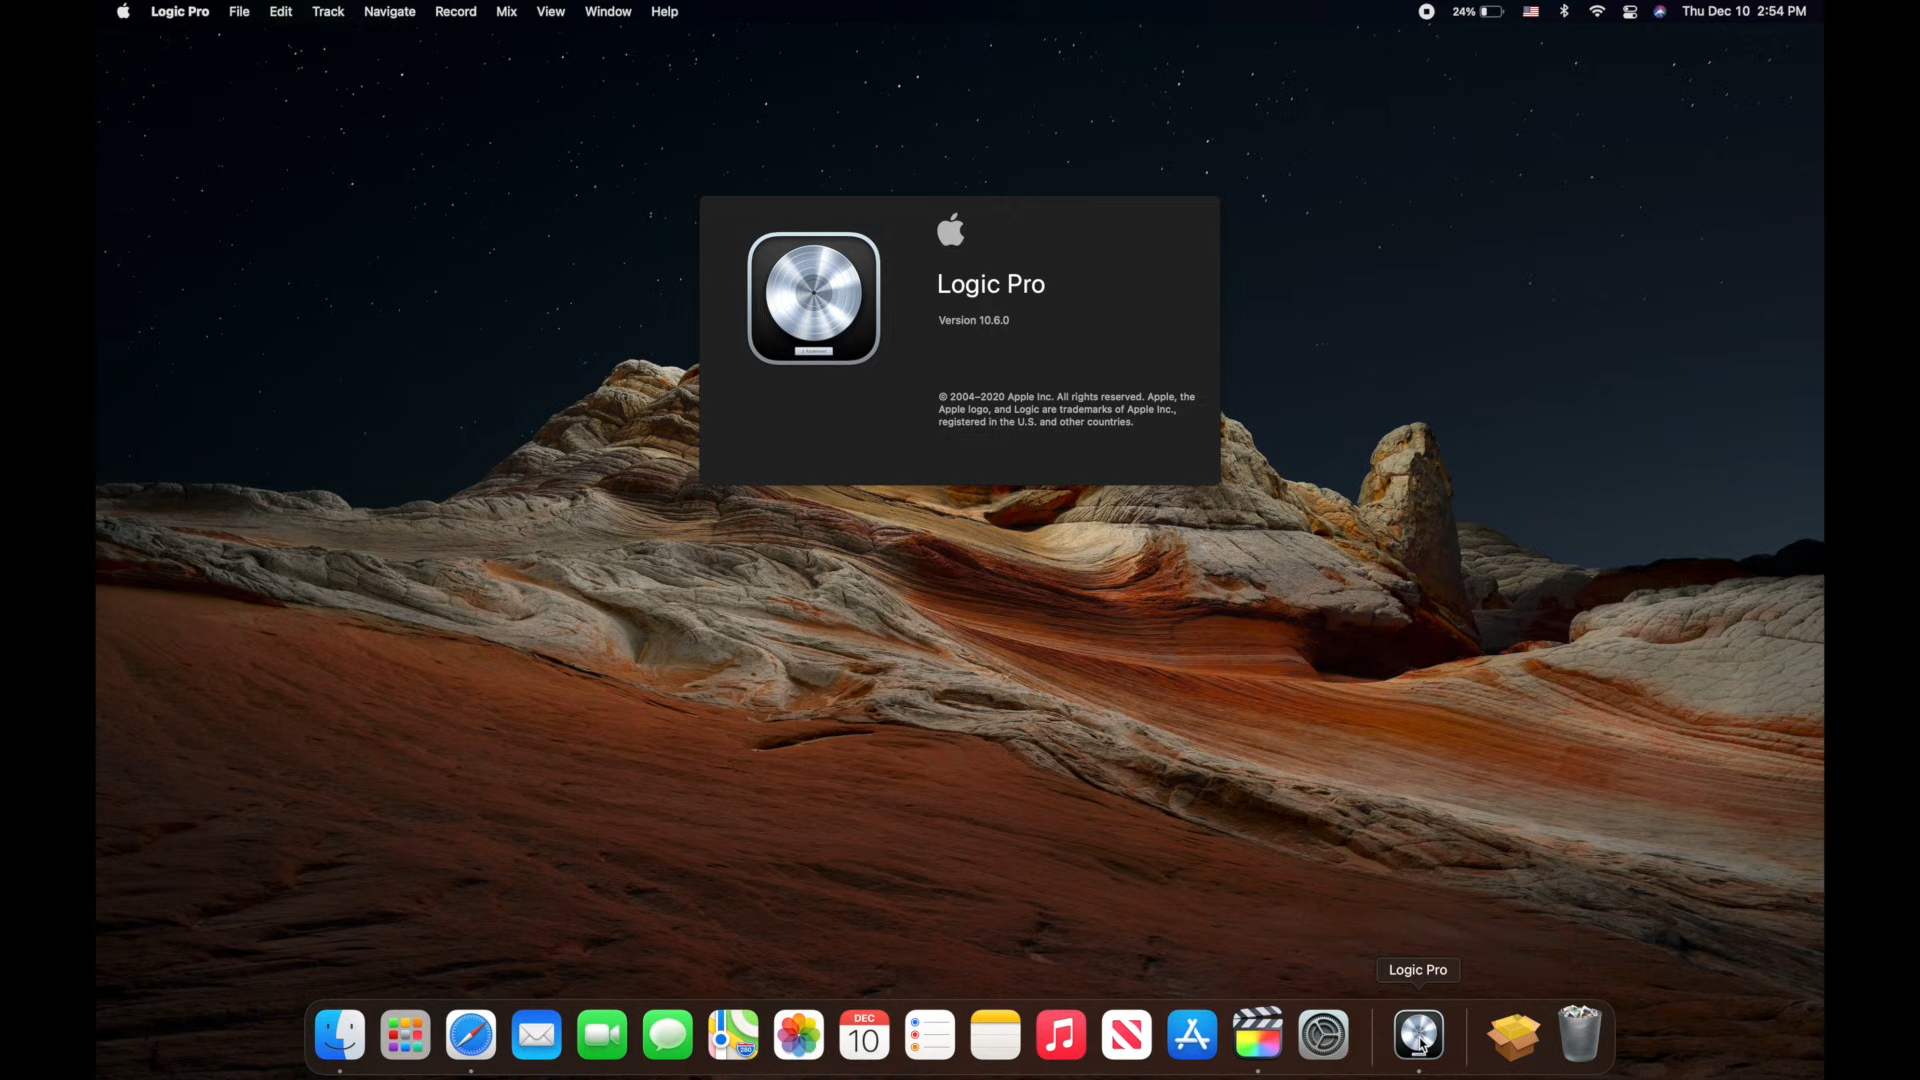 Logic Pro File Edit Track Navigate Record Mix View Window Help 24% Thu Dec 10 2:54 PM
Logic Pro
Version 10.6.0
© 2004–2020 Apple Inc. All rights reserved. Apple, the
Apple logo, and Logic are trademarks of Apple Inc.,
registered in the U.S. and other countries.
Logic Pro
DEC
10
280